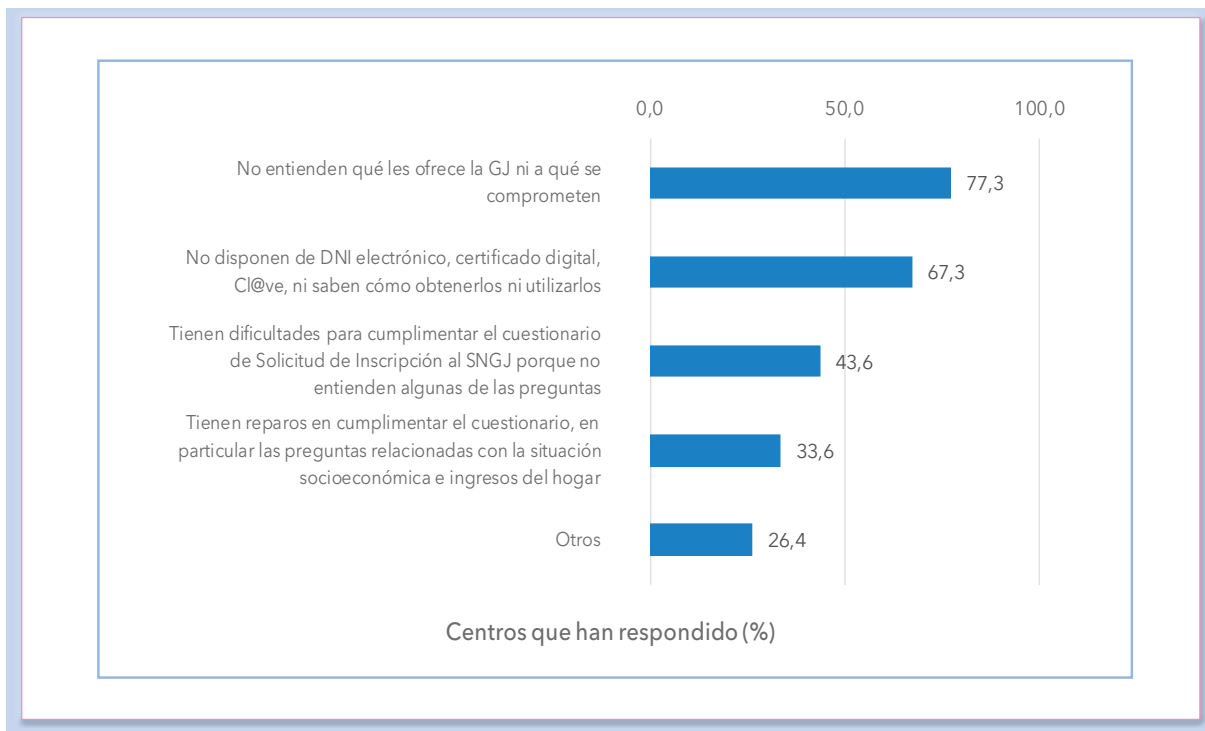 0,0 50,0 100,0
No entienden qué les ofrece la GJ ni a qué se
comprometen
77,3
No disponen de DNI electrónico, certificado digital,
Cl@ve, ni saben cómo obtenerlos ni utilizarlos
67,3
Tienen dificultades para cumplimentar el cuestionario
de Solicitud de Inscripción al SNGJ porque no
entienden algunas de las preguntas
43,6
Tienen reparos en cumplimentar el cuestionario, en
particular las preguntas relacionadas con la situación
socioeconómica e ingresos del hogar
33,6
Otros
26,4
Centros que han respondido (%)